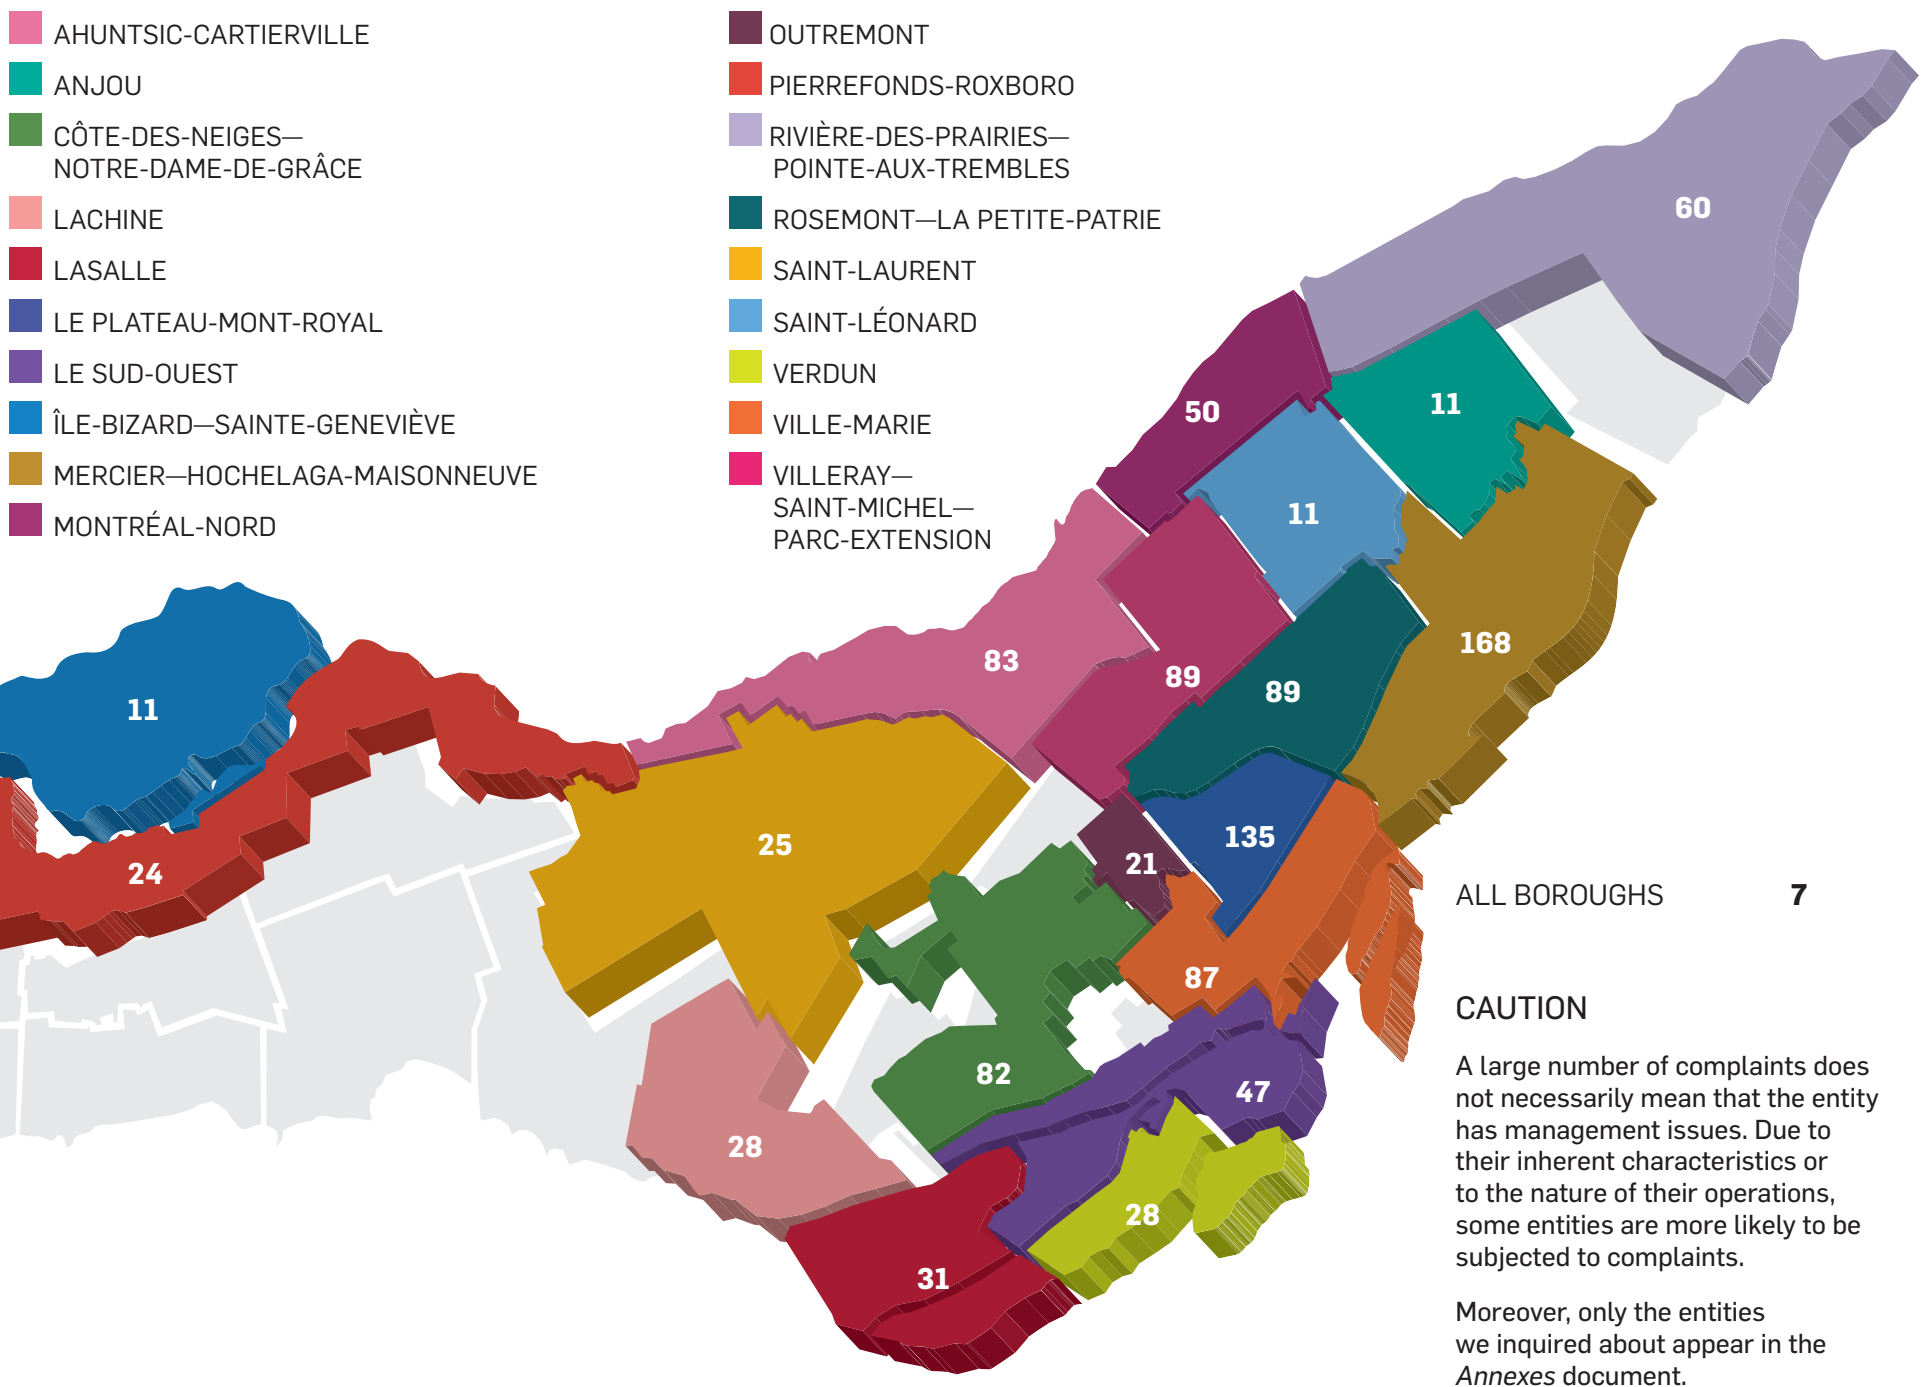 AHUNTSIC-CARTIERVILLE
ANJOU
CÔTE-DES-NEIGES—
NOTRE-DAME-DE-GRÂCE
LACHINE
LASALLE
LE PLATEAU-MONT-ROYAL
LE SUD-OUEST
ÎLE-BIZARD—SAINTE-GENEVIÈVE
MERCIER—HOCHELAGA-MAISONNEUVE
MONTRÉAL-NORD
OUTREMONT
PIERREFONDS-ROXBORO
RIVIÈRE-DES-PRAIRIES—
POINTE-AUX-TREMBLES
ROSEMONT—LA PETITE-PATRIE
SAINT-LAURENT
SAINT-LÉONARD
VERDUN
VILLE-MARIE
VILLERAY—
SAINT-MICHEL—
PARC-EXTENSION
60
50
11
11
168
83
89
89
11
24
25
135
21
87
82
47
28
28
31
ALL BOROUGHS 7
CAUTION
A large number of complaints does
not necessarily mean that the entity
has management issues. Due to
their inherent characteristics or
to the nature of their operations,
some entities are more likely to be
subjected to complaints.
Moreover, only the entities
we inquired about appear in the
Annexes document.